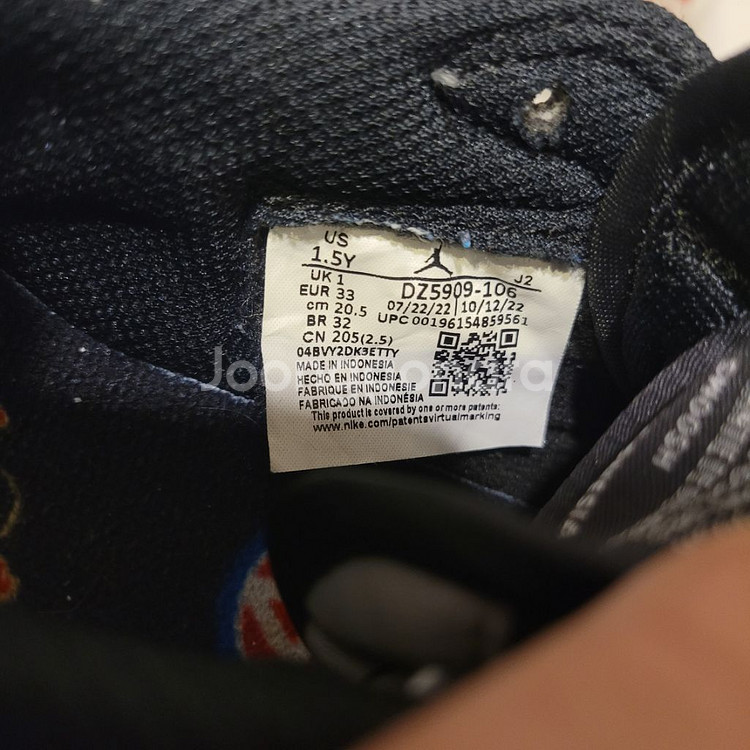 US
1.5Y
UK 1
EUR 33
cm 20.5
BR 32
CN 205(2.5)
J2
DZ5909-106
07/22/22 | 10/12/22
UPC 00196154859561
04BVY2DK3ETTY
MADE IN INDONESIA
HECHO EN INDONESIA
FABRIQUE EN INDONESIE
FABRICADO NA INDONÉSIA
This product is covered by one or more patents:
www.nike.com/patentsvirtualmarking